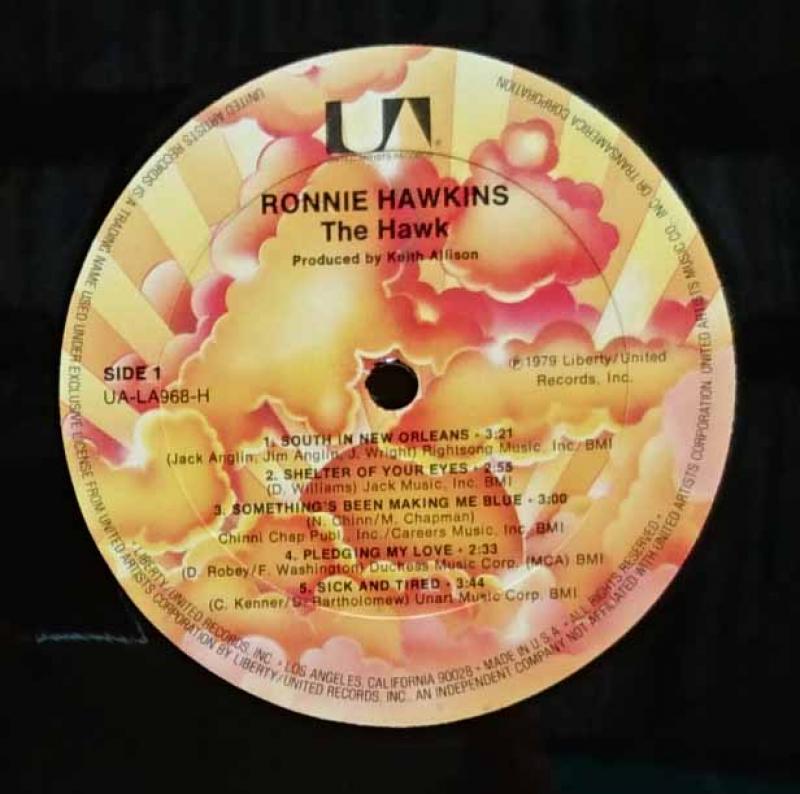 UA
UNITED ARTISTS RECORDS
RONNIE HAWKINS
The Hawk
Produced by Keith Allison
SIDE 1
UA-LA968-H
℗ 1979 Liberty/United
Records, Inc.
1. SOUTH IN NEW ORLEANS • 3:21
(Jack Anglin, Jim Anglin, J. Wright) Rightsong Music, Inc./BMI
2. SHELTER OF YOUR EYES • 2:55
(D. Williams) Jack Music, Inc. BMI
3. SOMETHING'S BEEN MAKING ME BLUE • 3:00
(N. Chinn/M. Chapman)
Chinni Chap Publ., Inc./Careers Music, Inc. BMI
4. PLEDGING MY LOVE • 2:33
(D. Robey/F. Washington) Duchess Music Corp. (MCA) BMI
5. SICK AND TIRED • 3:44
(C. Kenner/ Bartholomew) Unart Music Corp. BMI
UNITED ARTISTS RECORDS IS A TRADING NAME USED UNDER EXCLUSIVE LICENSE FROM UNITED ARTISTS CORPORATION BY LIBERTY/UNITED RECORDS, INC., AN INDEPENDENT COMPANY NOT AFFILIATED WITH UNITED ARTISTS CORPORATION, UNITED ARTISTS MUSIC CO., INC. OR TRANSAMERICA CORPORATION
• LIBERTY/UNITED RECORDS, INC. • LOS ANGELES, CALIFORNIA 90028 • MADE IN U.S.A. • ALL RIGHTS RESERVED •